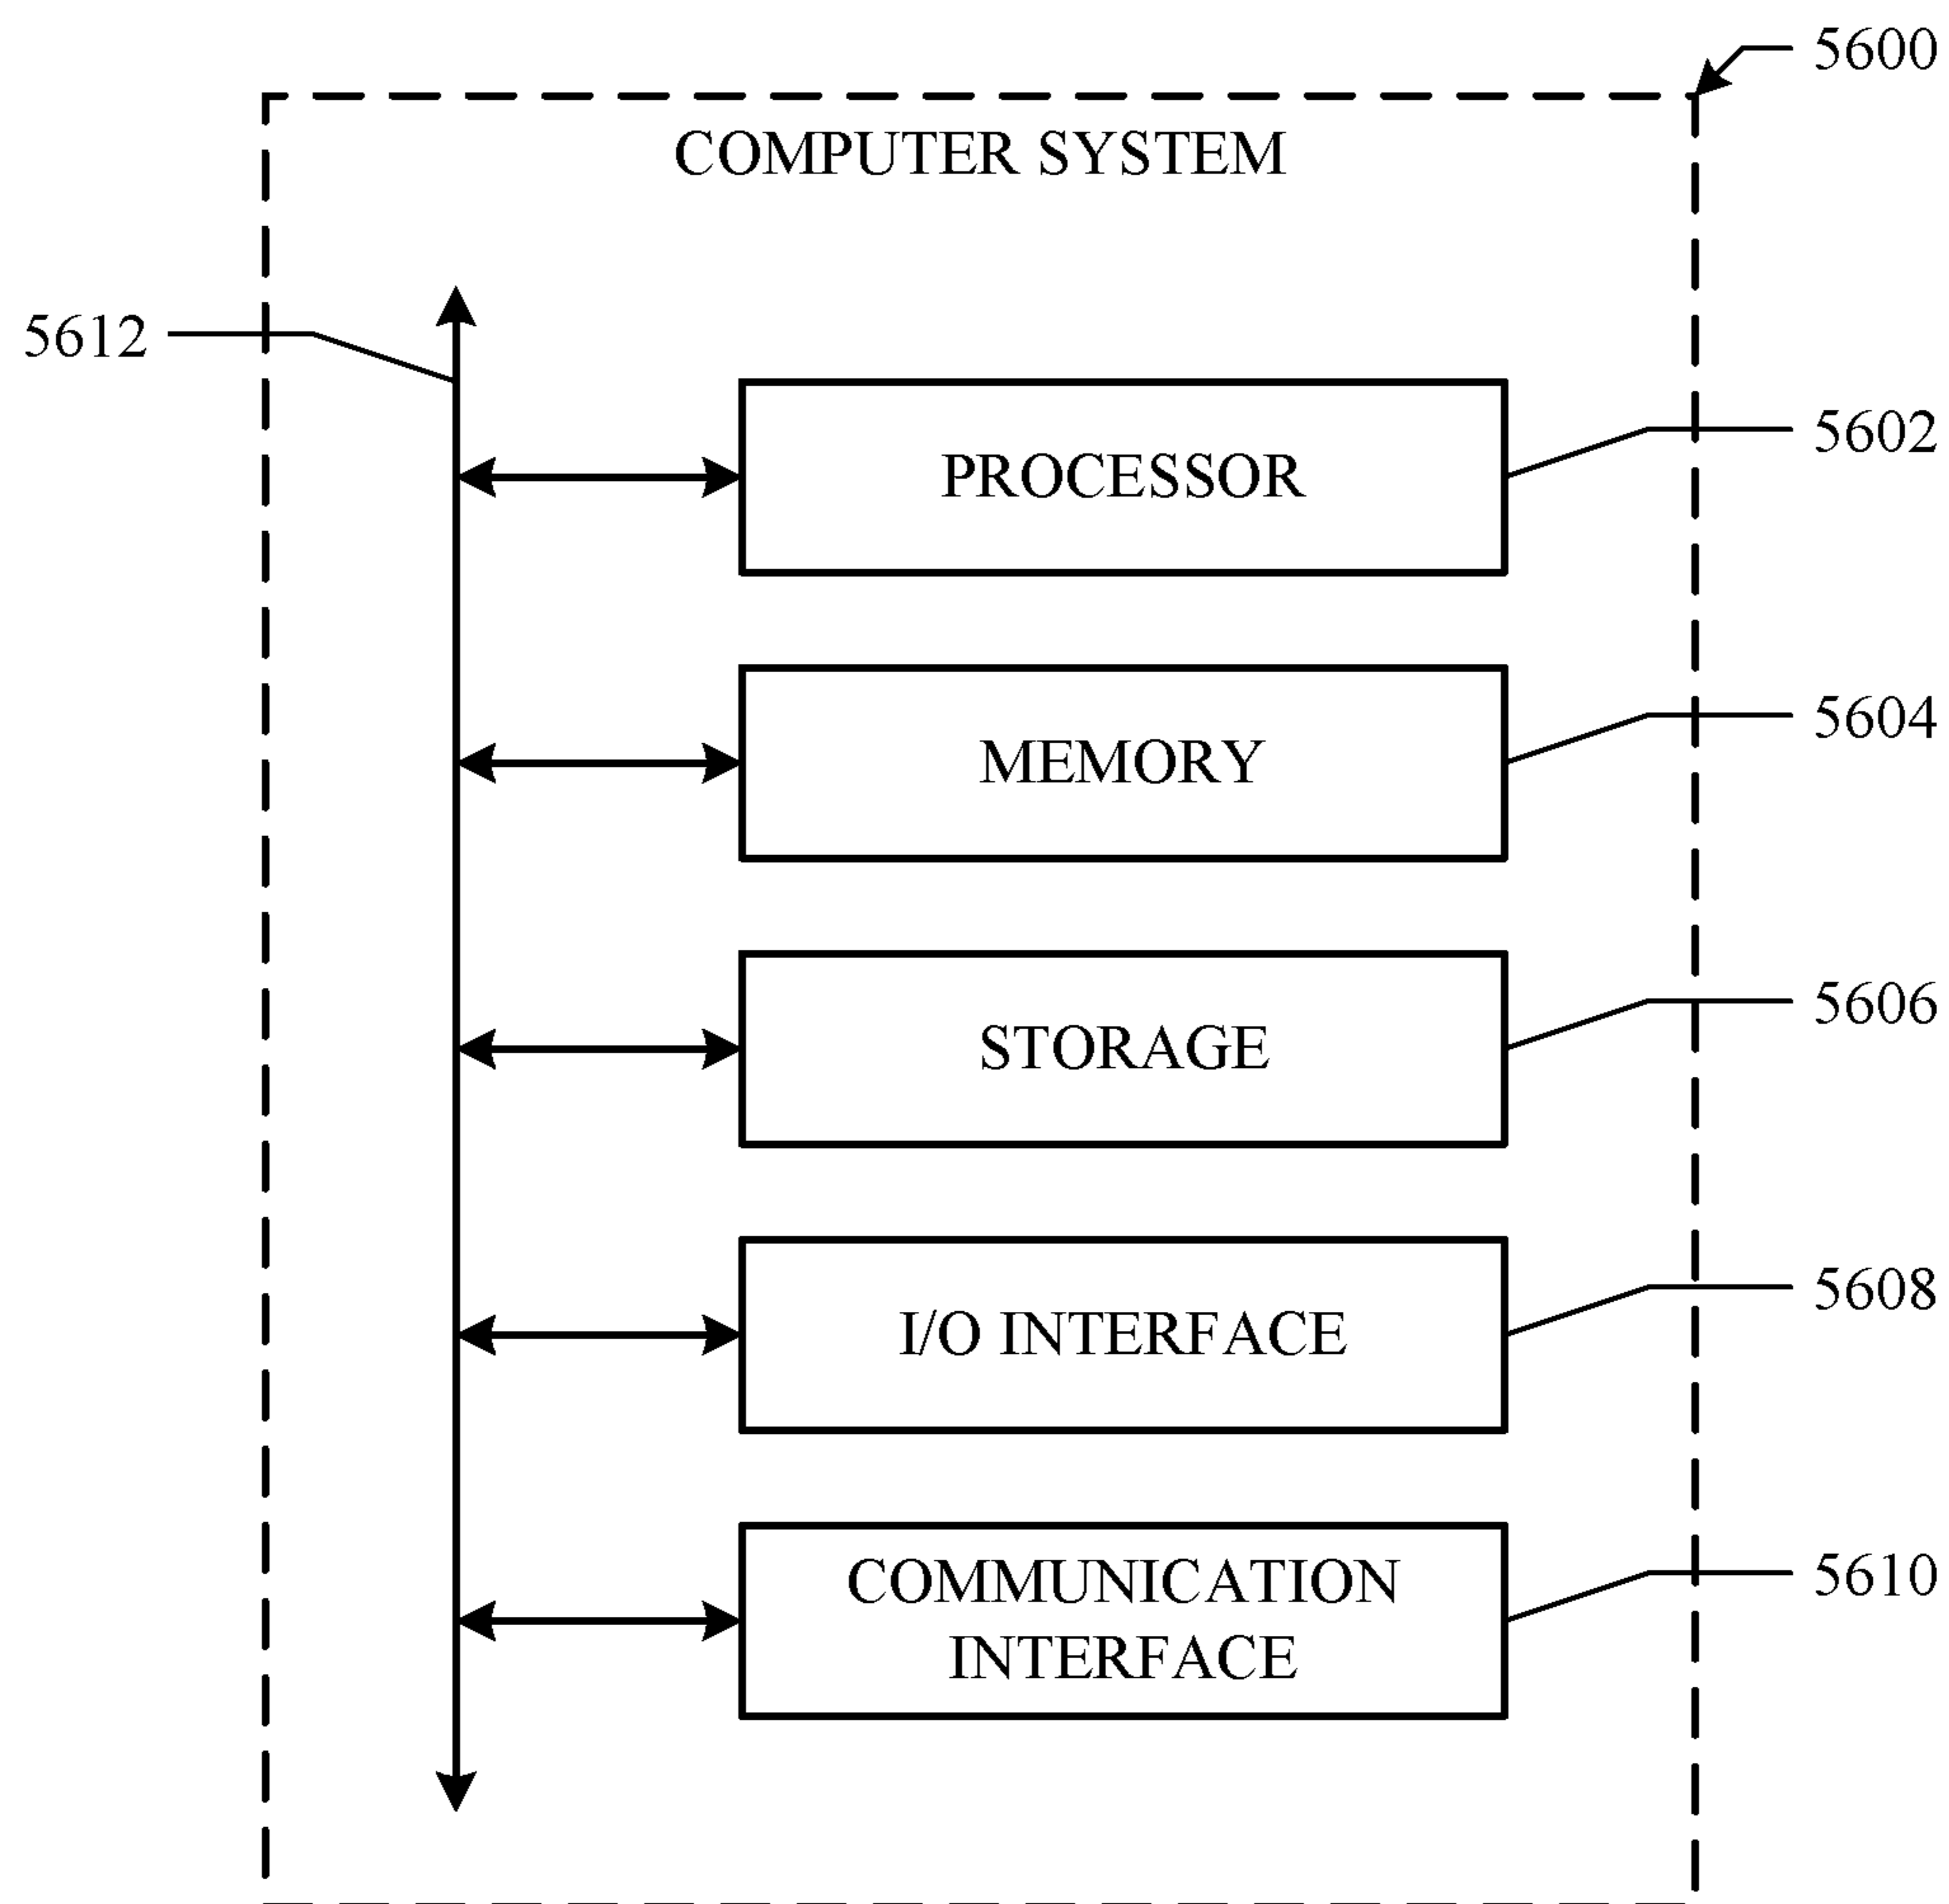 5600
COMPUTER SYSTEM
5612
5602
PROCESSOR
5604
MEMORY
5606
STORAGE
5608
I/O INTERFACE
5610
COMMUNICATION
INTERFACE